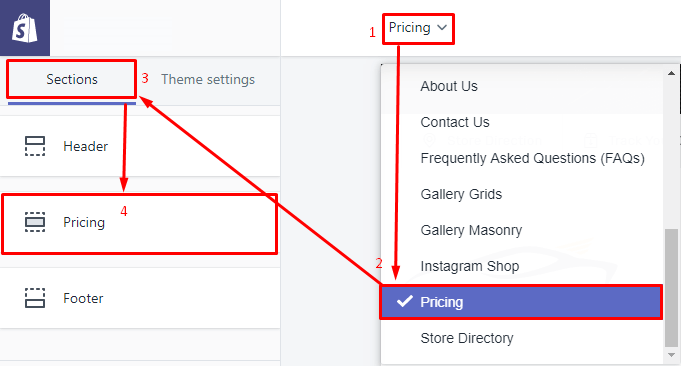 1 Pricing
Sections 3 Theme settings
About Us
Contact Us
Header
Frequently Asked Questions (FAQs)
Gallery Grids
4
Pricing
Gallery Masonry
2
Instagram Shop
Footer
Pricing
Store Directory